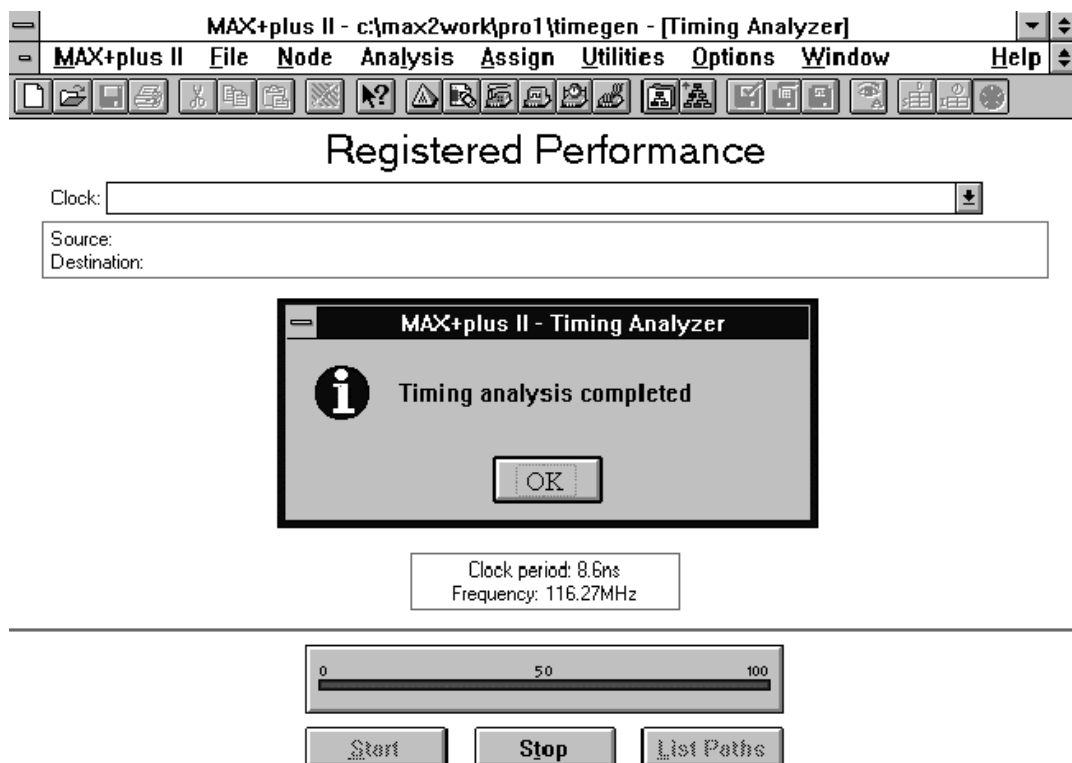 MAX+plus II - c:\max2work\pro1\timegen - [Timing Analyzer]
MAX+plus II File Node Analysis Assign Utilities Options Window Help
Registered Performance
Clock:
Source:
Destination:
MAX+plus II - Timing Analyzer
Timing analysis completed
OK
Clock period: 8.6ns
Frequency: 116.27MHz
0 50 100
Start Stop List Paths